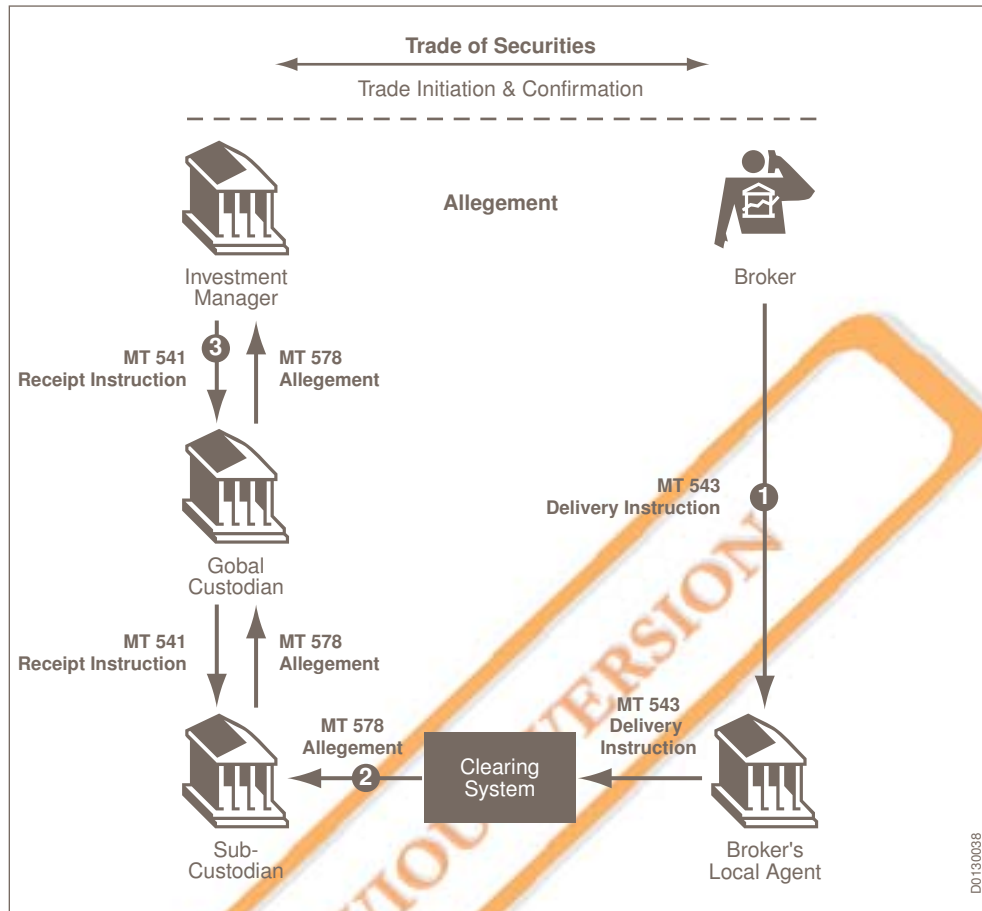 Trade of Securities
Trade Initiation & Confirmation
Allegement
Investment
Manager
Broker
3
MT 541
Receipt Instruction
MT 578
Allegement
MT 543
Delivery Instruction
1
Gobal
Custodian
MT 541
Receipt Instruction
MT 578
Allegement
MT 578
Allegement
2
Clearing
System
MT 543
Delivery
Instruction
Sub-
Custodian
Broker's
Local Agent
D0130038
VIOU VERSION